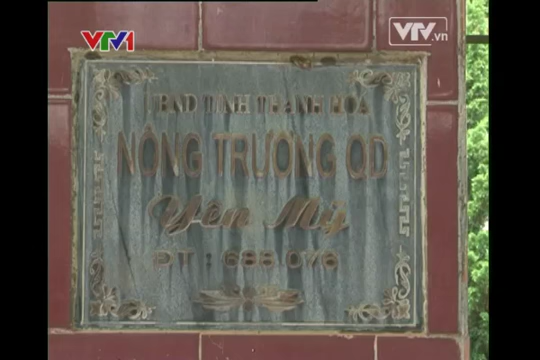 VTV1
VTV.vn
UBND TỈNH THANH HÓA
NÔNG TRƯỜNG QD
Yên Mỹ
ĐT : 688 076